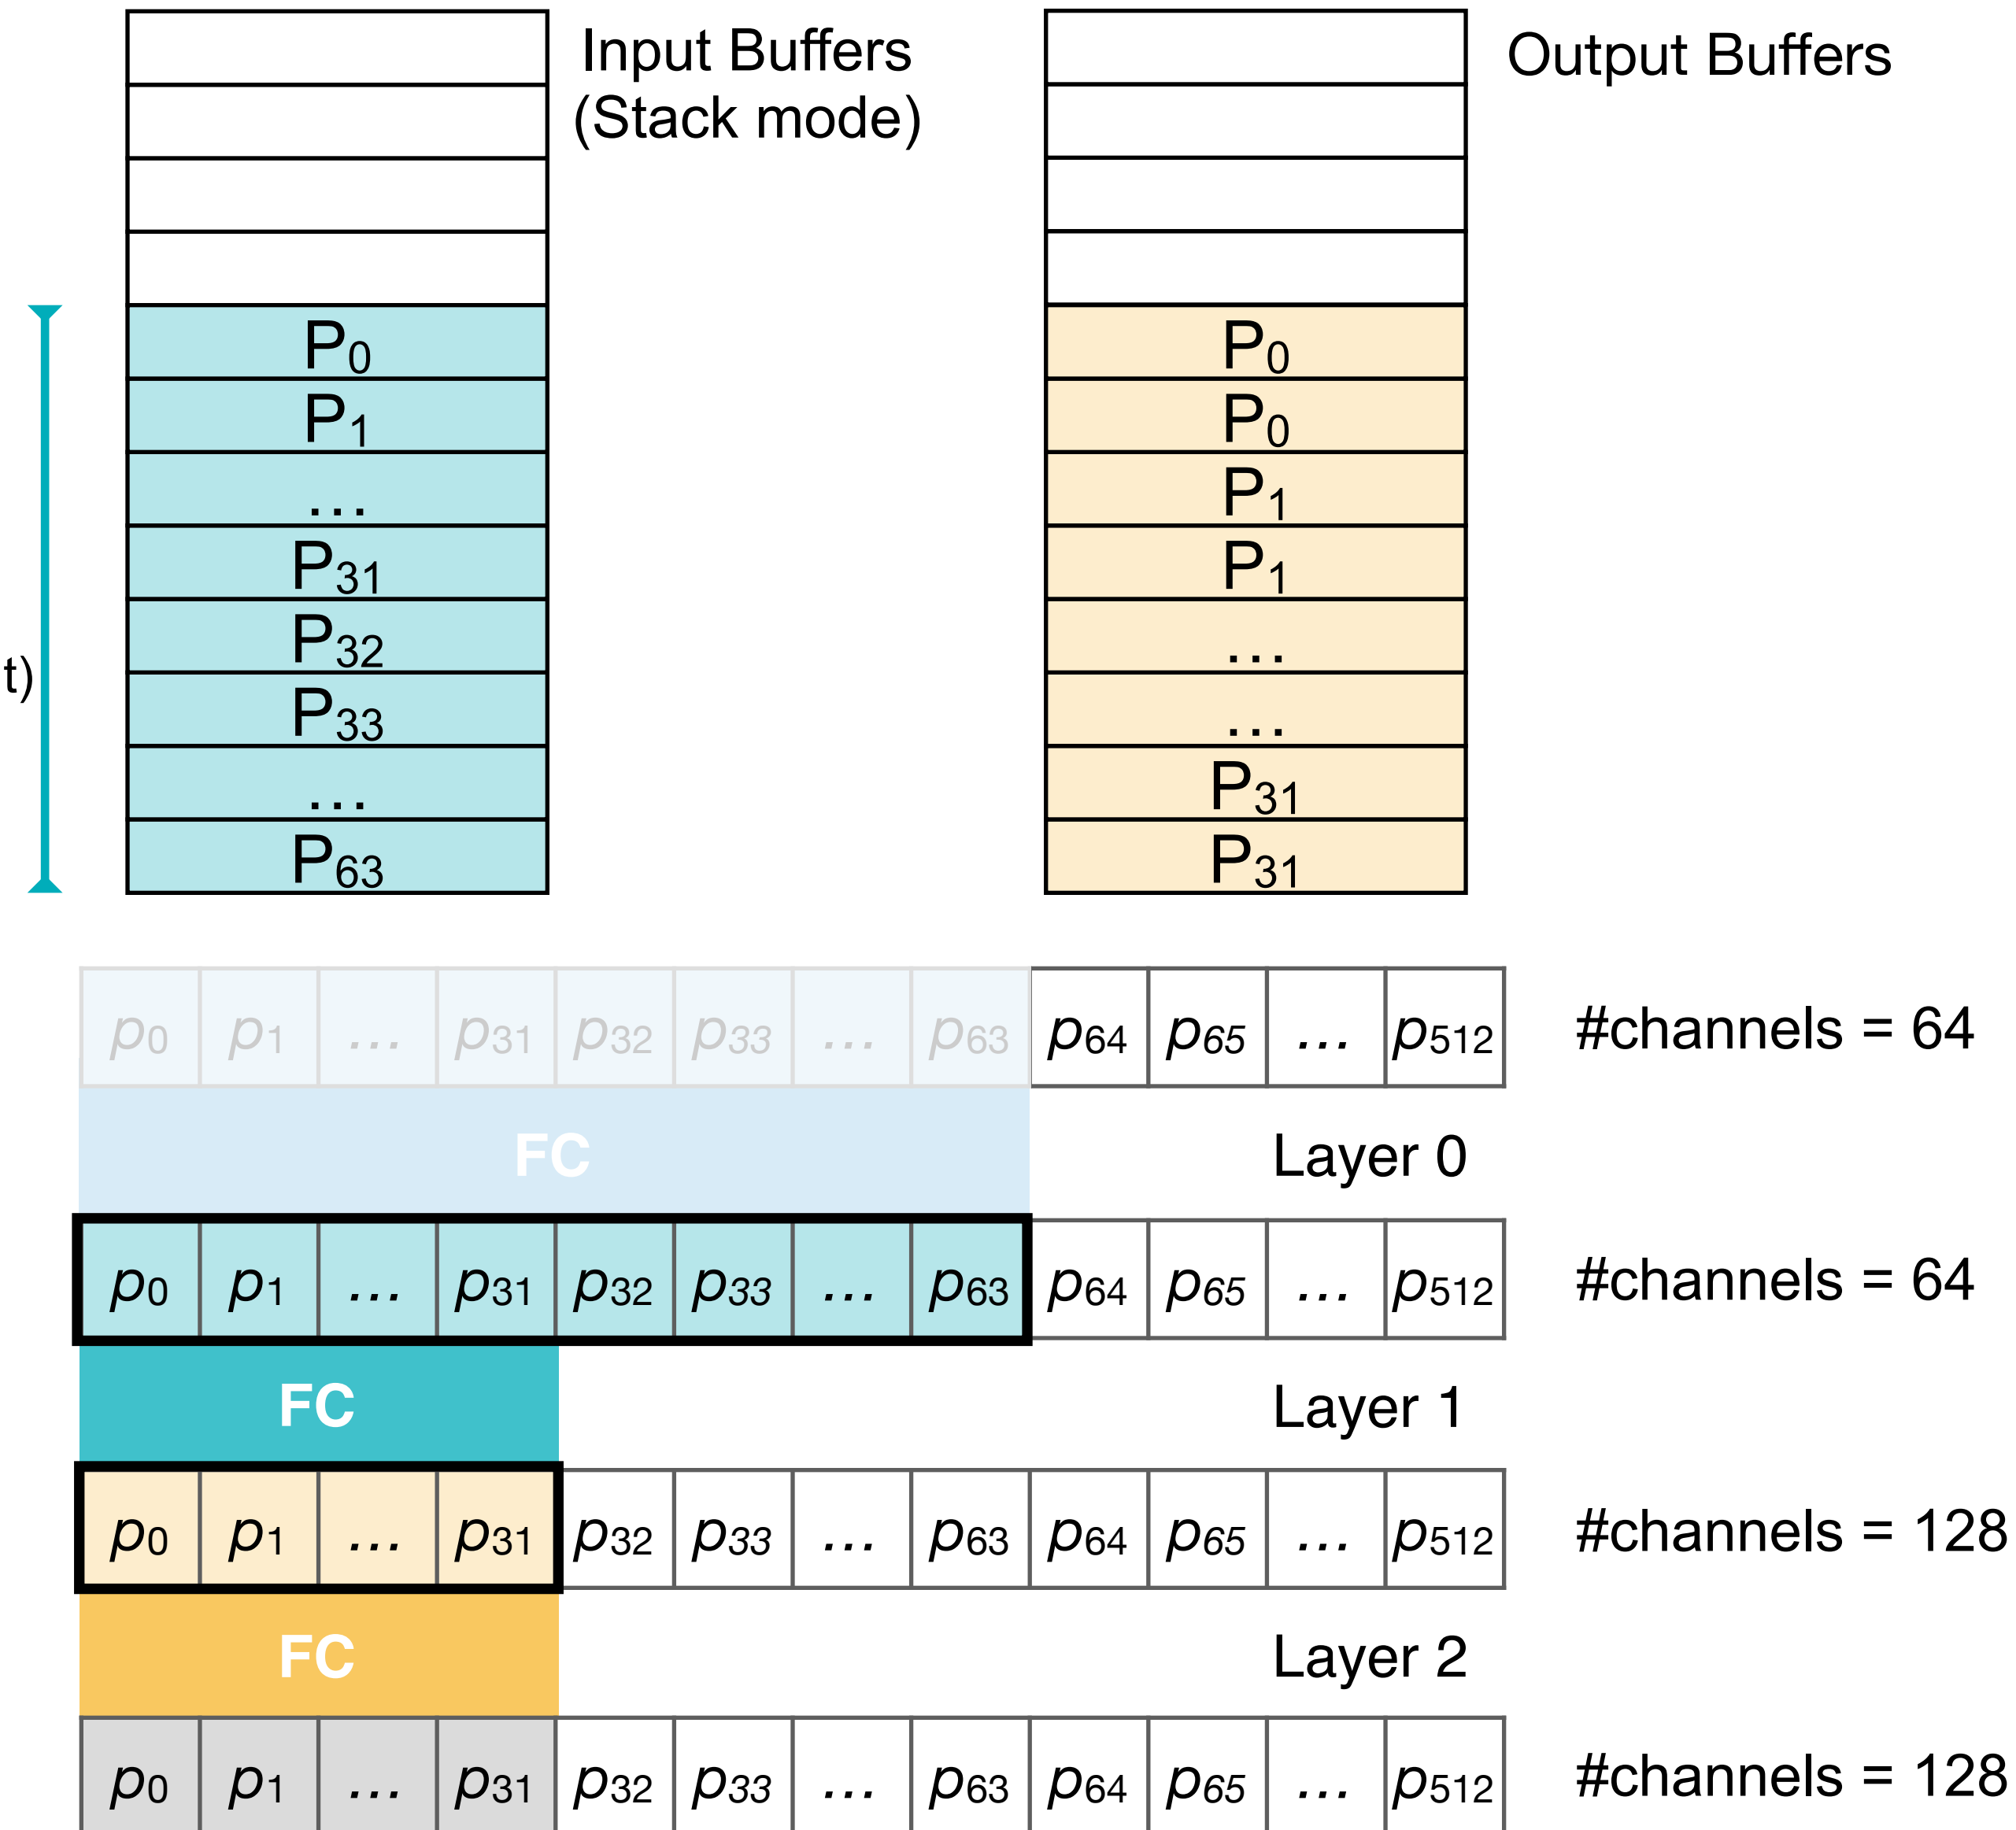 Input Buffers
(Stack mode)
Output Buffers
P0
P1
...
P31
P32
P33
...
P63
t)
P0
P0
P1
P1
...
...
P31
P31
p0 p1 ... p31 p32 p33 ... p63 p64 p65 ... p512 #channels = 64
FC Layer 0
p0 p1 ... p31 p32 p33 ... p63 p64 p65 ... p512 #channels = 64
FC Layer 1
p0 p1 ... p31 p32 p33 ... p63 p64 p65 ... p512 #channels = 128
FC Layer 2
p0 p1 ... p31 p32 p33 ... p63 p64 p65 ... p512 #channels = 128